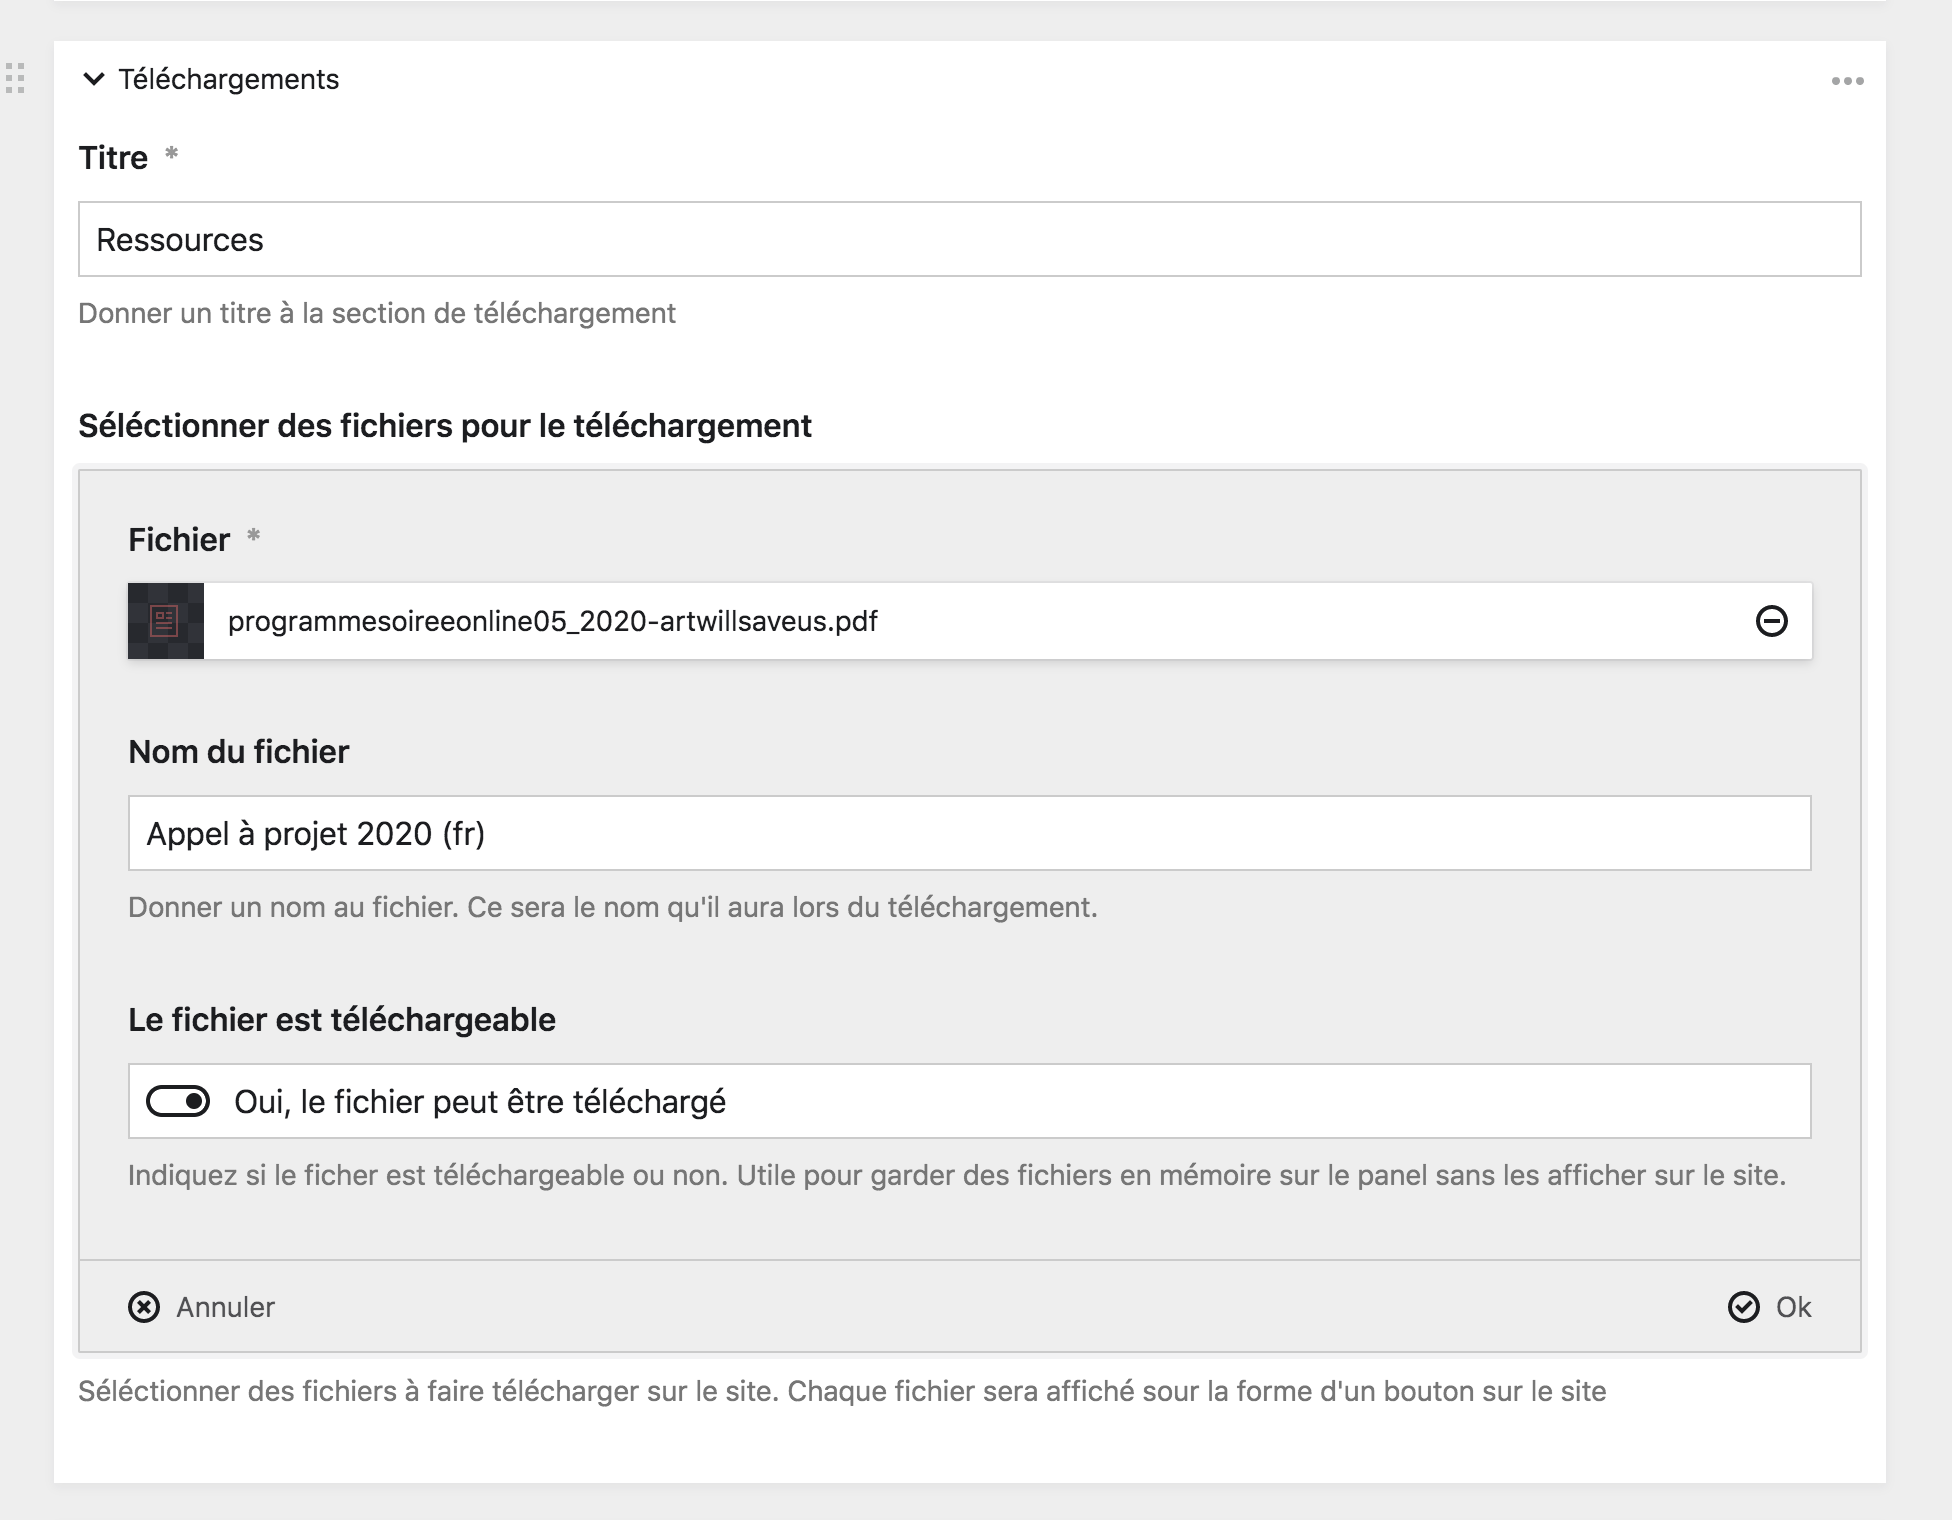 Téléchargements
Titre *
Ressources
Donner un titre à la section de téléchargement
Séléctionner des fichiers pour le téléchargement
Fichier *
programmesoireeonline05_2020-artwillsaveus.pdf
Nom du fichier
Appel à projet 2020 (fr)
Donner un nom au fichier. Ce sera le nom qu'il aura lors du téléchargement.
Le fichier est téléchargeable
Oui, le fichier peut être téléchargé
Indiquez si le ficher est téléchargeable ou non. Utile pour garder des fichiers en mémoire sur le panel sans les afficher sur le site.
Annuler
Ok
Séléctionner des fichiers à faire télécharger sur le site. Chaque fichier sera affiché sour la forme d'un bouton sur le site